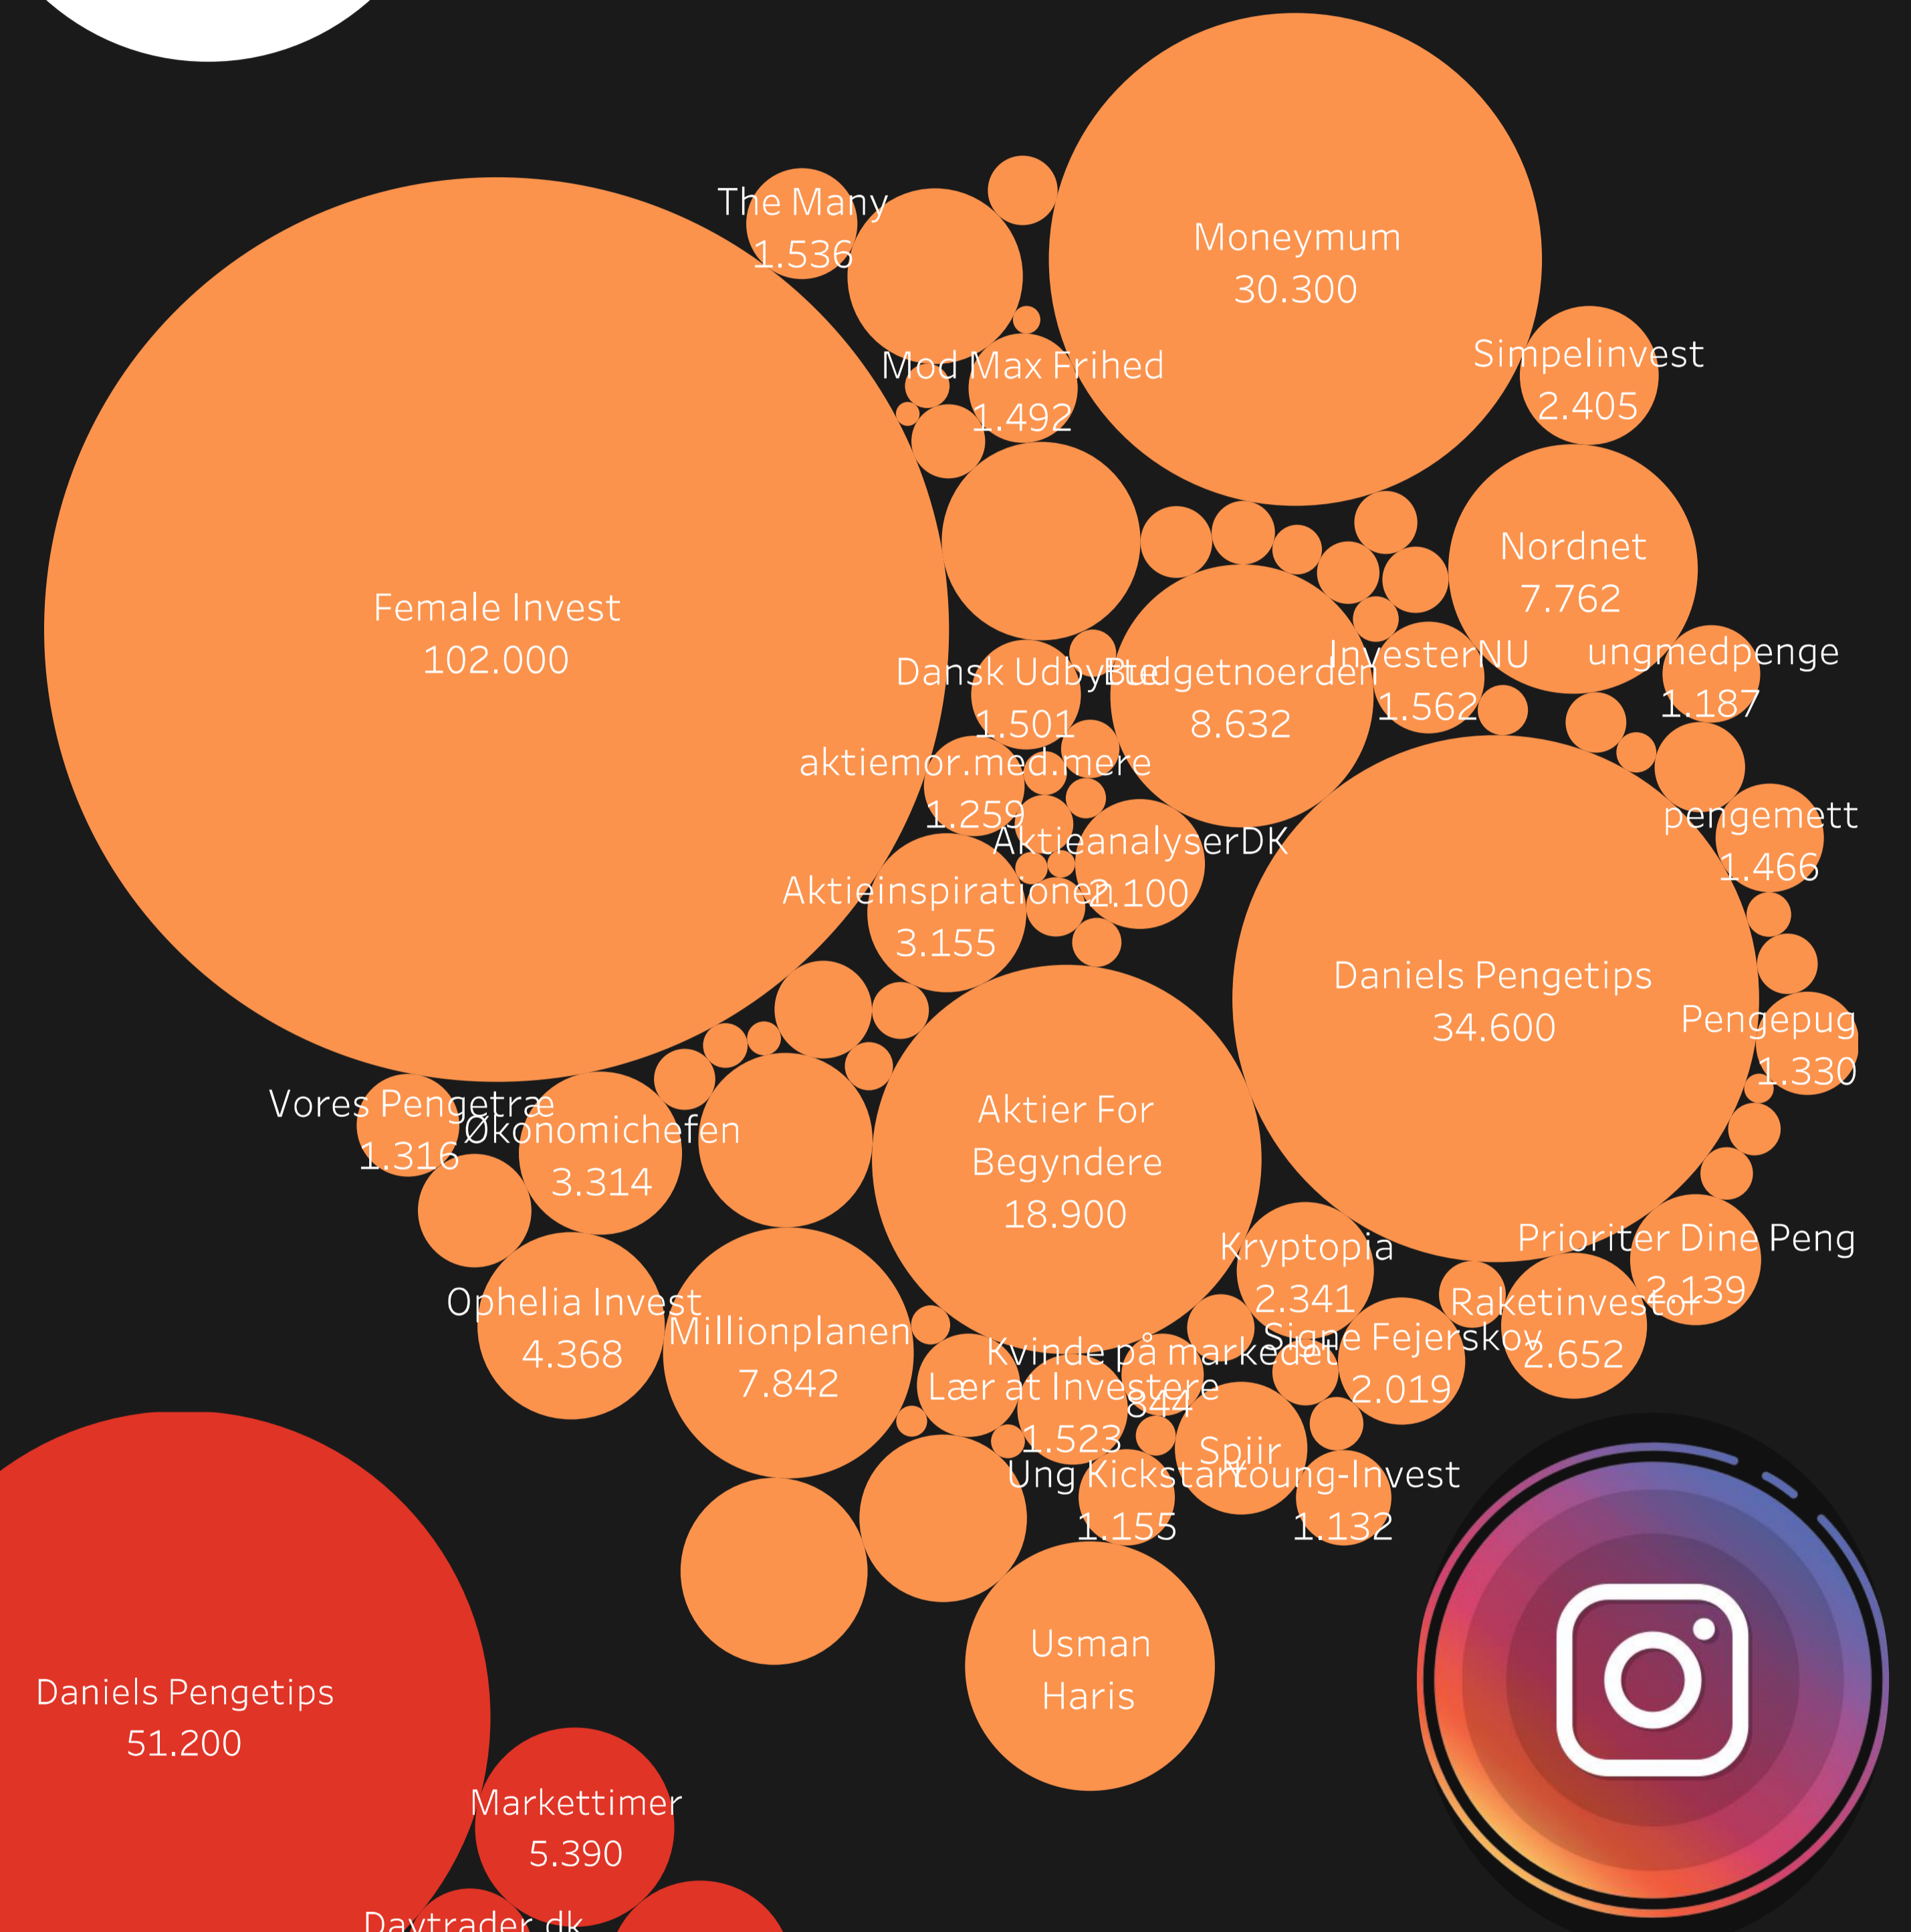 The Many
1.536
Moneymum
30.300
Mod Max Frihed
1.492
Simpelinvest
2.405
Nordnet
7.762
Female Invest
102.000
Dansk Udbytte
1.501
Budgetnoerden
8.632
InvesterNU
1.562
ungmedpenge
1.187
aktiemor.med.mere
1.259
AktieanalyserDK
2.100
pengemett
1.466
Aktieinspirationen
3.155
Daniels Pengetips
34.600
Pengepug
1.330
Vores Pengetræ
1.316
Økonomichefen
3.314
Aktier For
Begyndere
18.900
Kryptopia
2.341
Prioriter Dine Peng
2.139
Ophelia Invest
4.368
Millionplanen
7.842
Raketinvestor
2.652
Signe Fejerskov
2.019
Kvinde på markedet
844
Lær at Investere
1.523
Spiir
Ung Kickstart
1.155
Young-Invest
1.132
Usman
Haris
Daniels Pengetips
51.200
Markettimer
5.390
Daytrader.dk